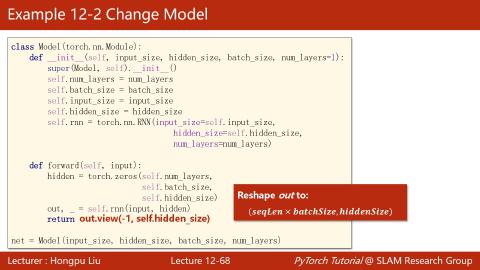 Example 12-2 Change Model
class Model(torch.nn.Module):
def __init__(self, input_size, hidden_size, batch_size, num_layers=1):
super(Model, self).__init__()
self.num_layers = num_layers
self.batch_size = batch_size
self.input_size = input_size
self.hidden_size = hidden_size
self.rnn = torch.nn.RNN(input_size=self.input_size,
hidden_size=self.hidden_size,
num_layers=num_layers)
def forward(self, input):
hidden = torch.zeros(self.num_layers,
self.batch_size,
self.hidden_size)
out, _ = self.rnn(input, hidden)
return out.view(-1, self.hidden_size)
net = Model(input_size, hidden_size, batch_size, num_layers)
Reshape out to:
(seqLen × batchSize, hiddenSize)
Lecturer : Hongpu Liu
Lecture 12-68
PyTorch Tutorial @ SLAM Research Group